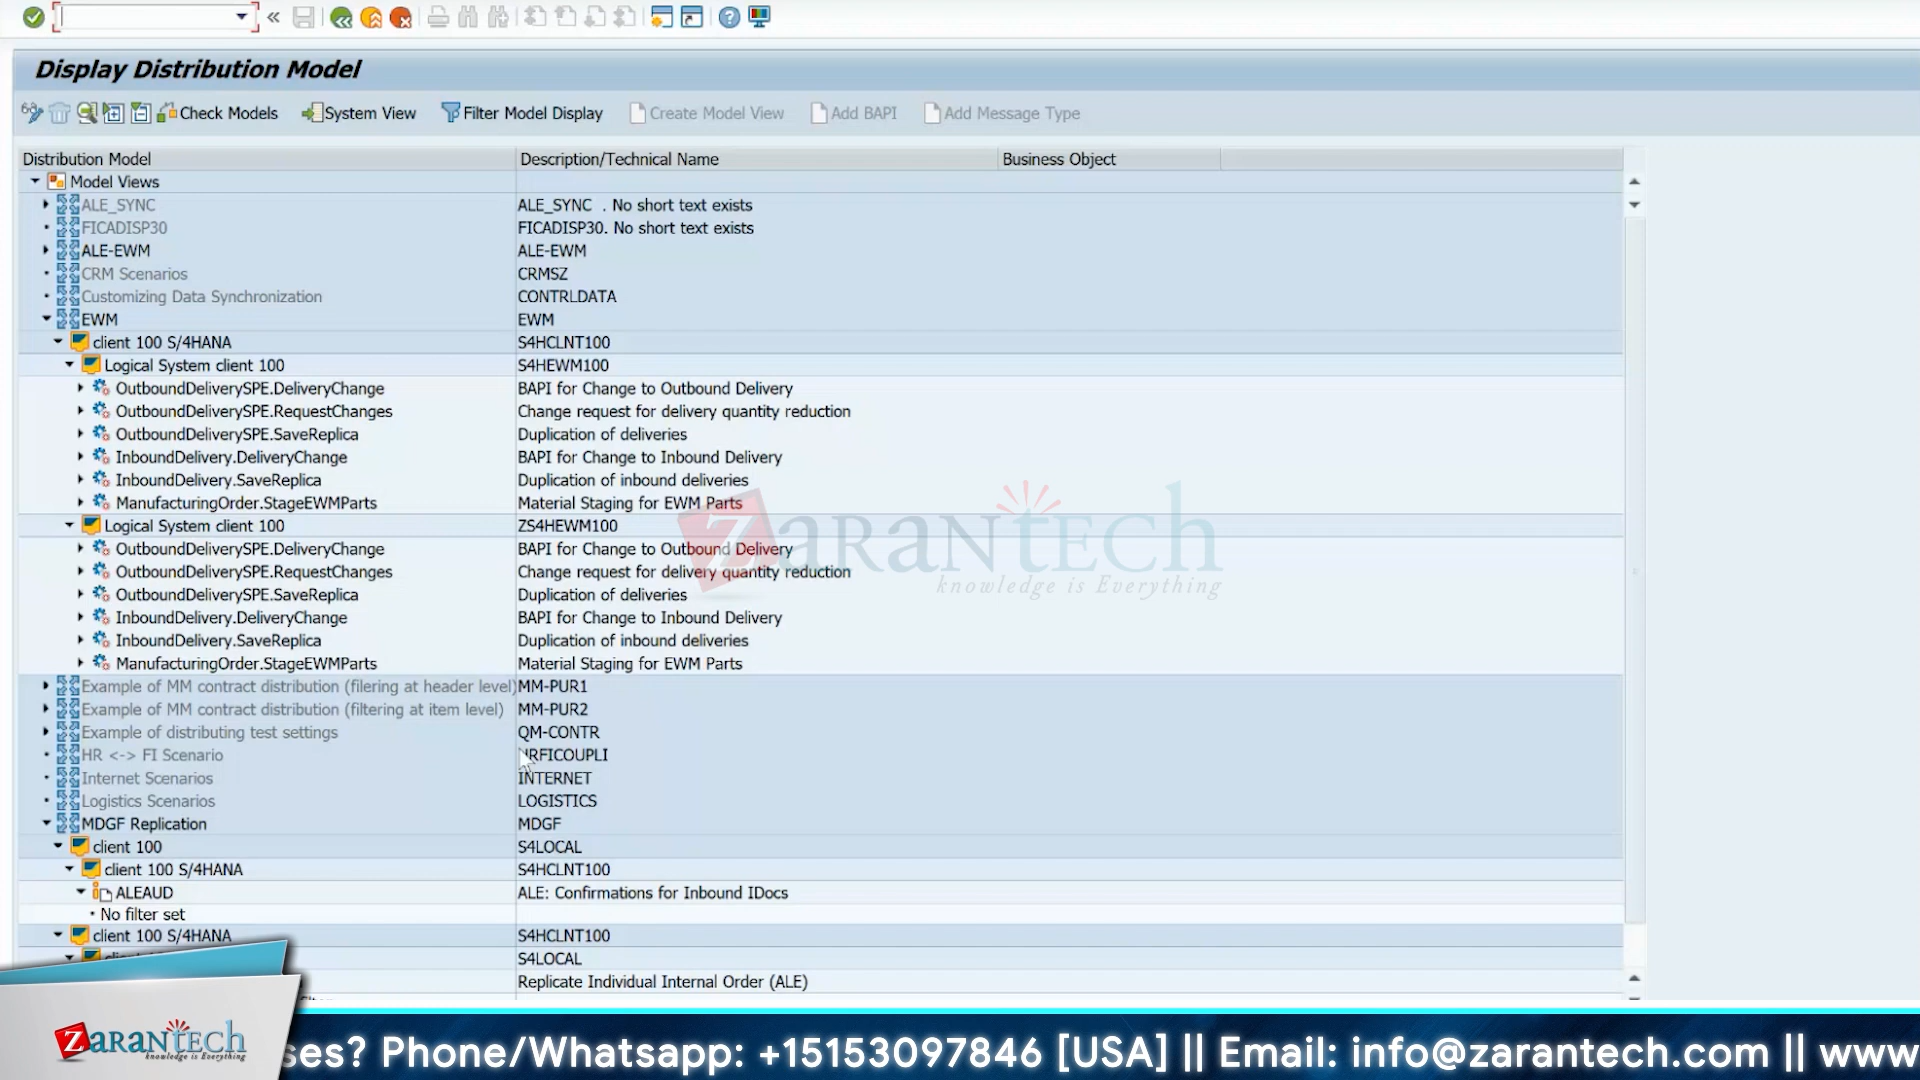 Display Distribution Model
Check Models System View Filter Model Display Create Model View Add BAPI Add Message Type
Distribution Model Description/Technical Name Business Object
Model Views
ALE_SYNC ALE_SYNC . No short text exists
FICADISP30 FICADISP30. No short text exists
ALE-EWM ALE-EWM
CRM Scenarios CRMSZ
Customizing Data Synchronization CONTRLDATA
EWM EWM
client 100 S/4HANA S4HCLNT100
Logical System client 100 S4HEWM100
OutboundDeliverySPE.DeliveryChange BAPI for Change to Outbound Delivery
OutboundDeliverySPE.RequestChanges Change request for delivery quantity reduction
OutboundDeliverySPE.SaveReplica Duplication of deliveries
InboundDelivery.DeliveryChange BAPI for Change to Inbound Delivery
InboundDelivery.SaveReplica Duplication of inbound deliveries
ManufacturingOrder.StageEWMParts Material Staging for EWM Parts
Logical System client 100 ZS4HEWM100
OutboundDeliverySPE.DeliveryChange BAPI for Change to Outbound Delivery
OutboundDeliverySPE.RequestChanges Change request for delivery quantity reduction
OutboundDeliverySPE.SaveReplica Duplication of deliveries
InboundDelivery.DeliveryChange BAPI for Change to Inbound Delivery
InboundDelivery.SaveReplica Duplication of inbound deliveries
ManufacturingOrder.StageEWMParts Material Staging for EWM Parts
ZaranTech
knowledge is Everything
Example of MM contract distribution (filering at header level) MM-PUR1
Example of MM contract distribution (filtering at item level) MM-PUR2
Example of distributing test settings QM-CONTR
HR <-> FI Scenario HRFICOUPLI
Internet Scenarios INTERNET
Logistics Scenarios LOGISTICS
MDGF Replication MDGF
client 100 S4LOCAL
client 100 S/4HANA S4HCLNT100
ALEAUD ALE: Confirmations for Inbound IDocs
No filter set
client 100 S/4HANA S4HCLNT100
S4LOCAL
Replicate Individual Internal Order (ALE)
ZaranTech
knowledge is Everything
ses? Phone/Whatsapp: +15153097846 [USA] || Email: info@zarantech.com || www